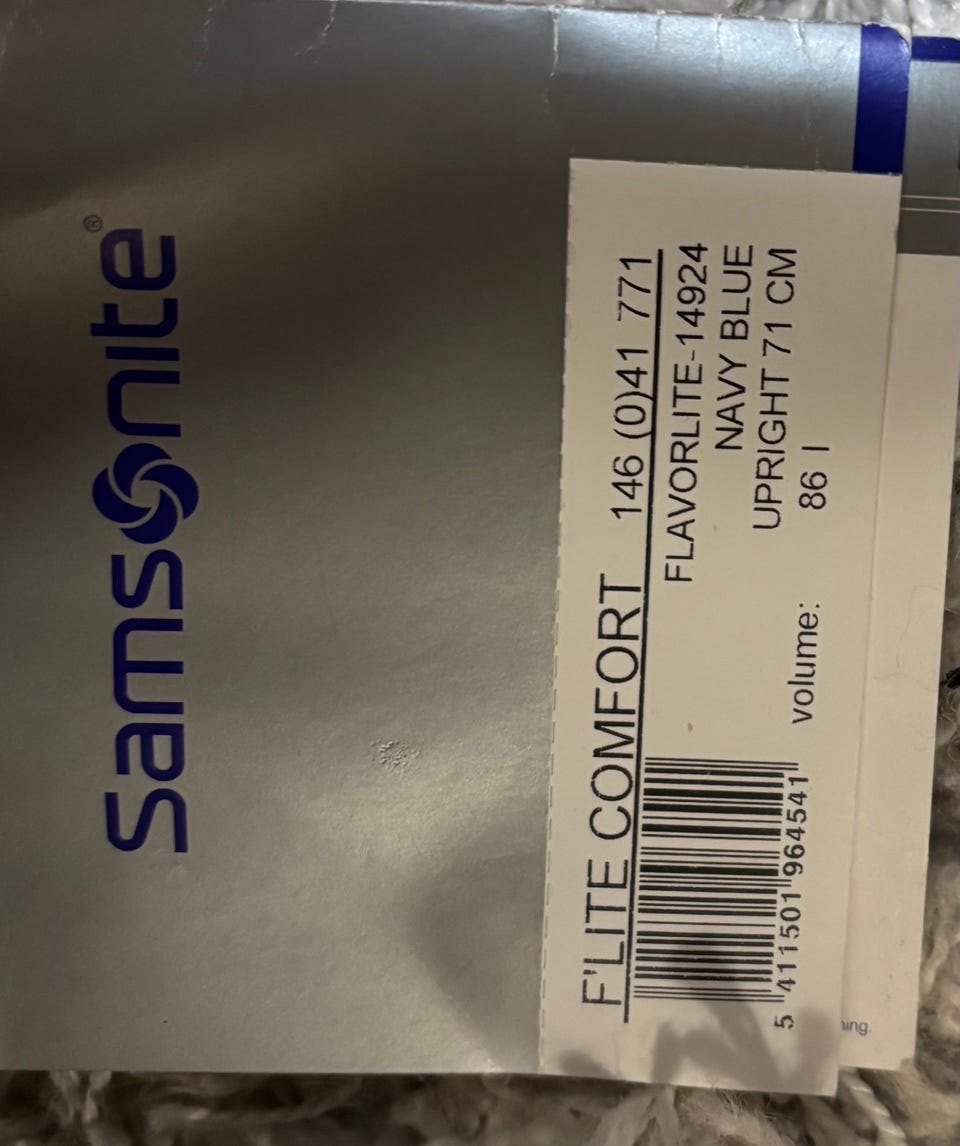 Samsonite®
F'LITE COMFORT 146 (0)41 771
FLAVORLITE-14924
NAVY BLUE
UPRIGHT 71 CM
volume: 86 l
5 411501 964541
ning.